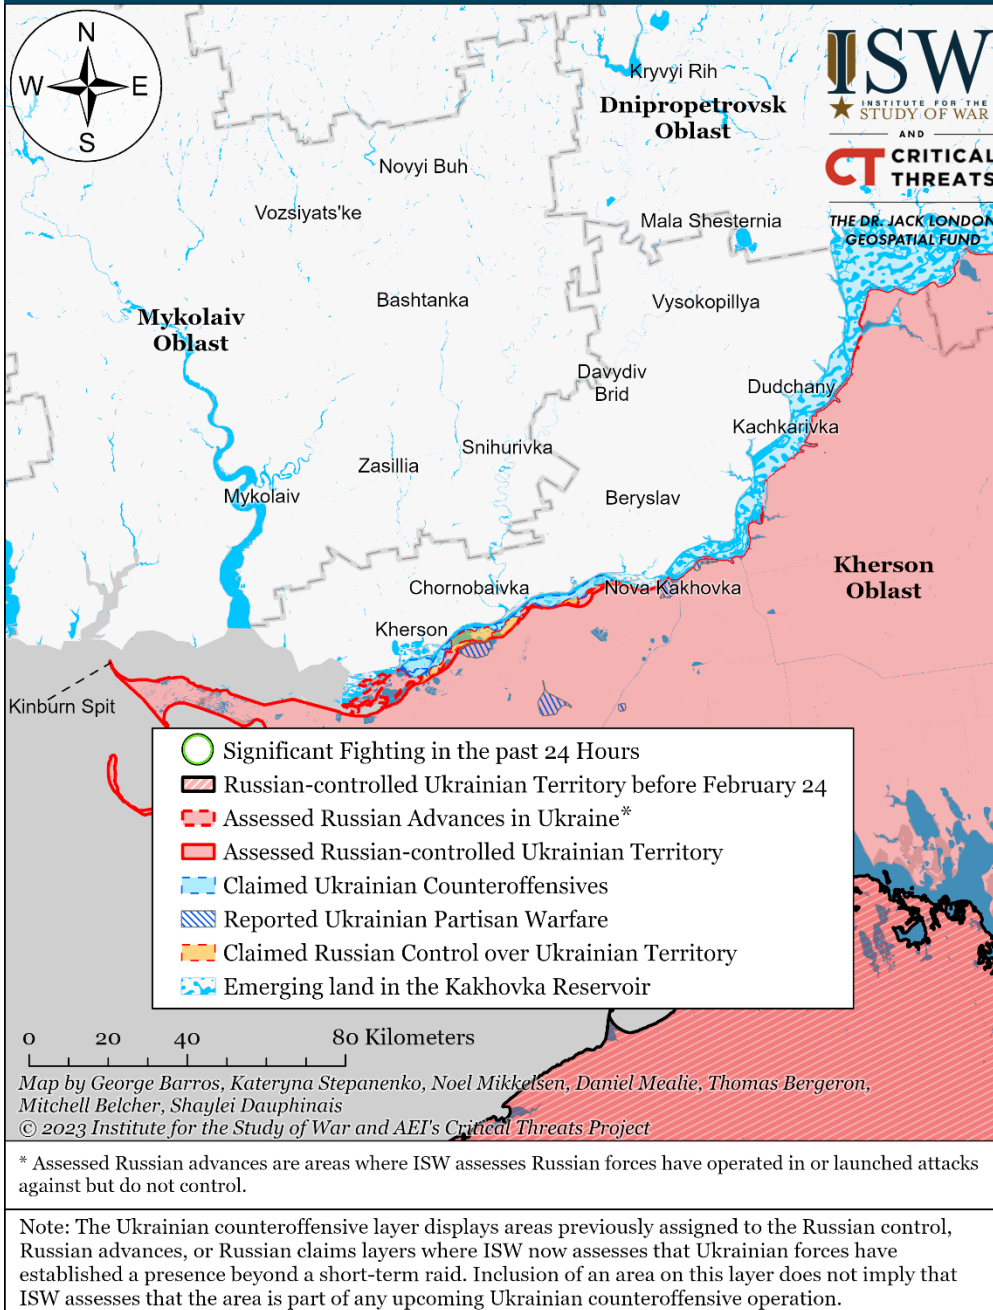 N
W
E
S
ISW
INSTITUTE FOR THE
STUDY OF WAR
AND
CT CRITICAL
THREATS
THE DR. JACK LONDON
GEOSPATIAL FUND
Kryvyi Rih
Dnipropetrovsk
Oblast
Novyi Buh
Vozsiyats'ke
Mala Shesternia
Bashtanka
Vysokopillya
Mykolaiv
Oblast
Davydiv
Brid
Dudchany
Kachkarivka
Snihurivka
Zasillia
Mykolaiv
Beryslav
Kherson
Oblast
Chornobaivka
Nova Kakhovka
Kherson
Kinburn Spit
Significant Fighting in the past 24 Hours
Russian-controlled Ukrainian Territory before February 24
Assessed Russian Advances in Ukraine*
Assessed Russian-controlled Ukrainian Territory
Claimed Ukrainian Counteroffensives
Reported Ukrainian Partisan Warfare
Claimed Russian Control over Ukrainian Territory
Emerging land in the Kakhovka Reservoir
0 20 40 80 Kilometers
Map by George Barros, Kateryna Stepanenko, Noel Mikkelsen, Daniel Mealie, Thomas Bergeron,
Mitchell Belcher, Shaylei Dauphinais
© 2023 Institute for the Study of War and AEI's Critical Threats Project
* Assessed Russian advances are areas where ISW assesses Russian forces have operated in or launched attacks
against but do not control.
Note: The Ukrainian counteroffensive layer displays areas previously assigned to the Russian control,
Russian advances, or Russian claims layers where ISW now assesses that Ukrainian forces have
established a presence beyond a short-term raid. Inclusion of an area on this layer does not imply that
ISW assesses that the area is part of any upcoming Ukrainian counteroffensive operation.